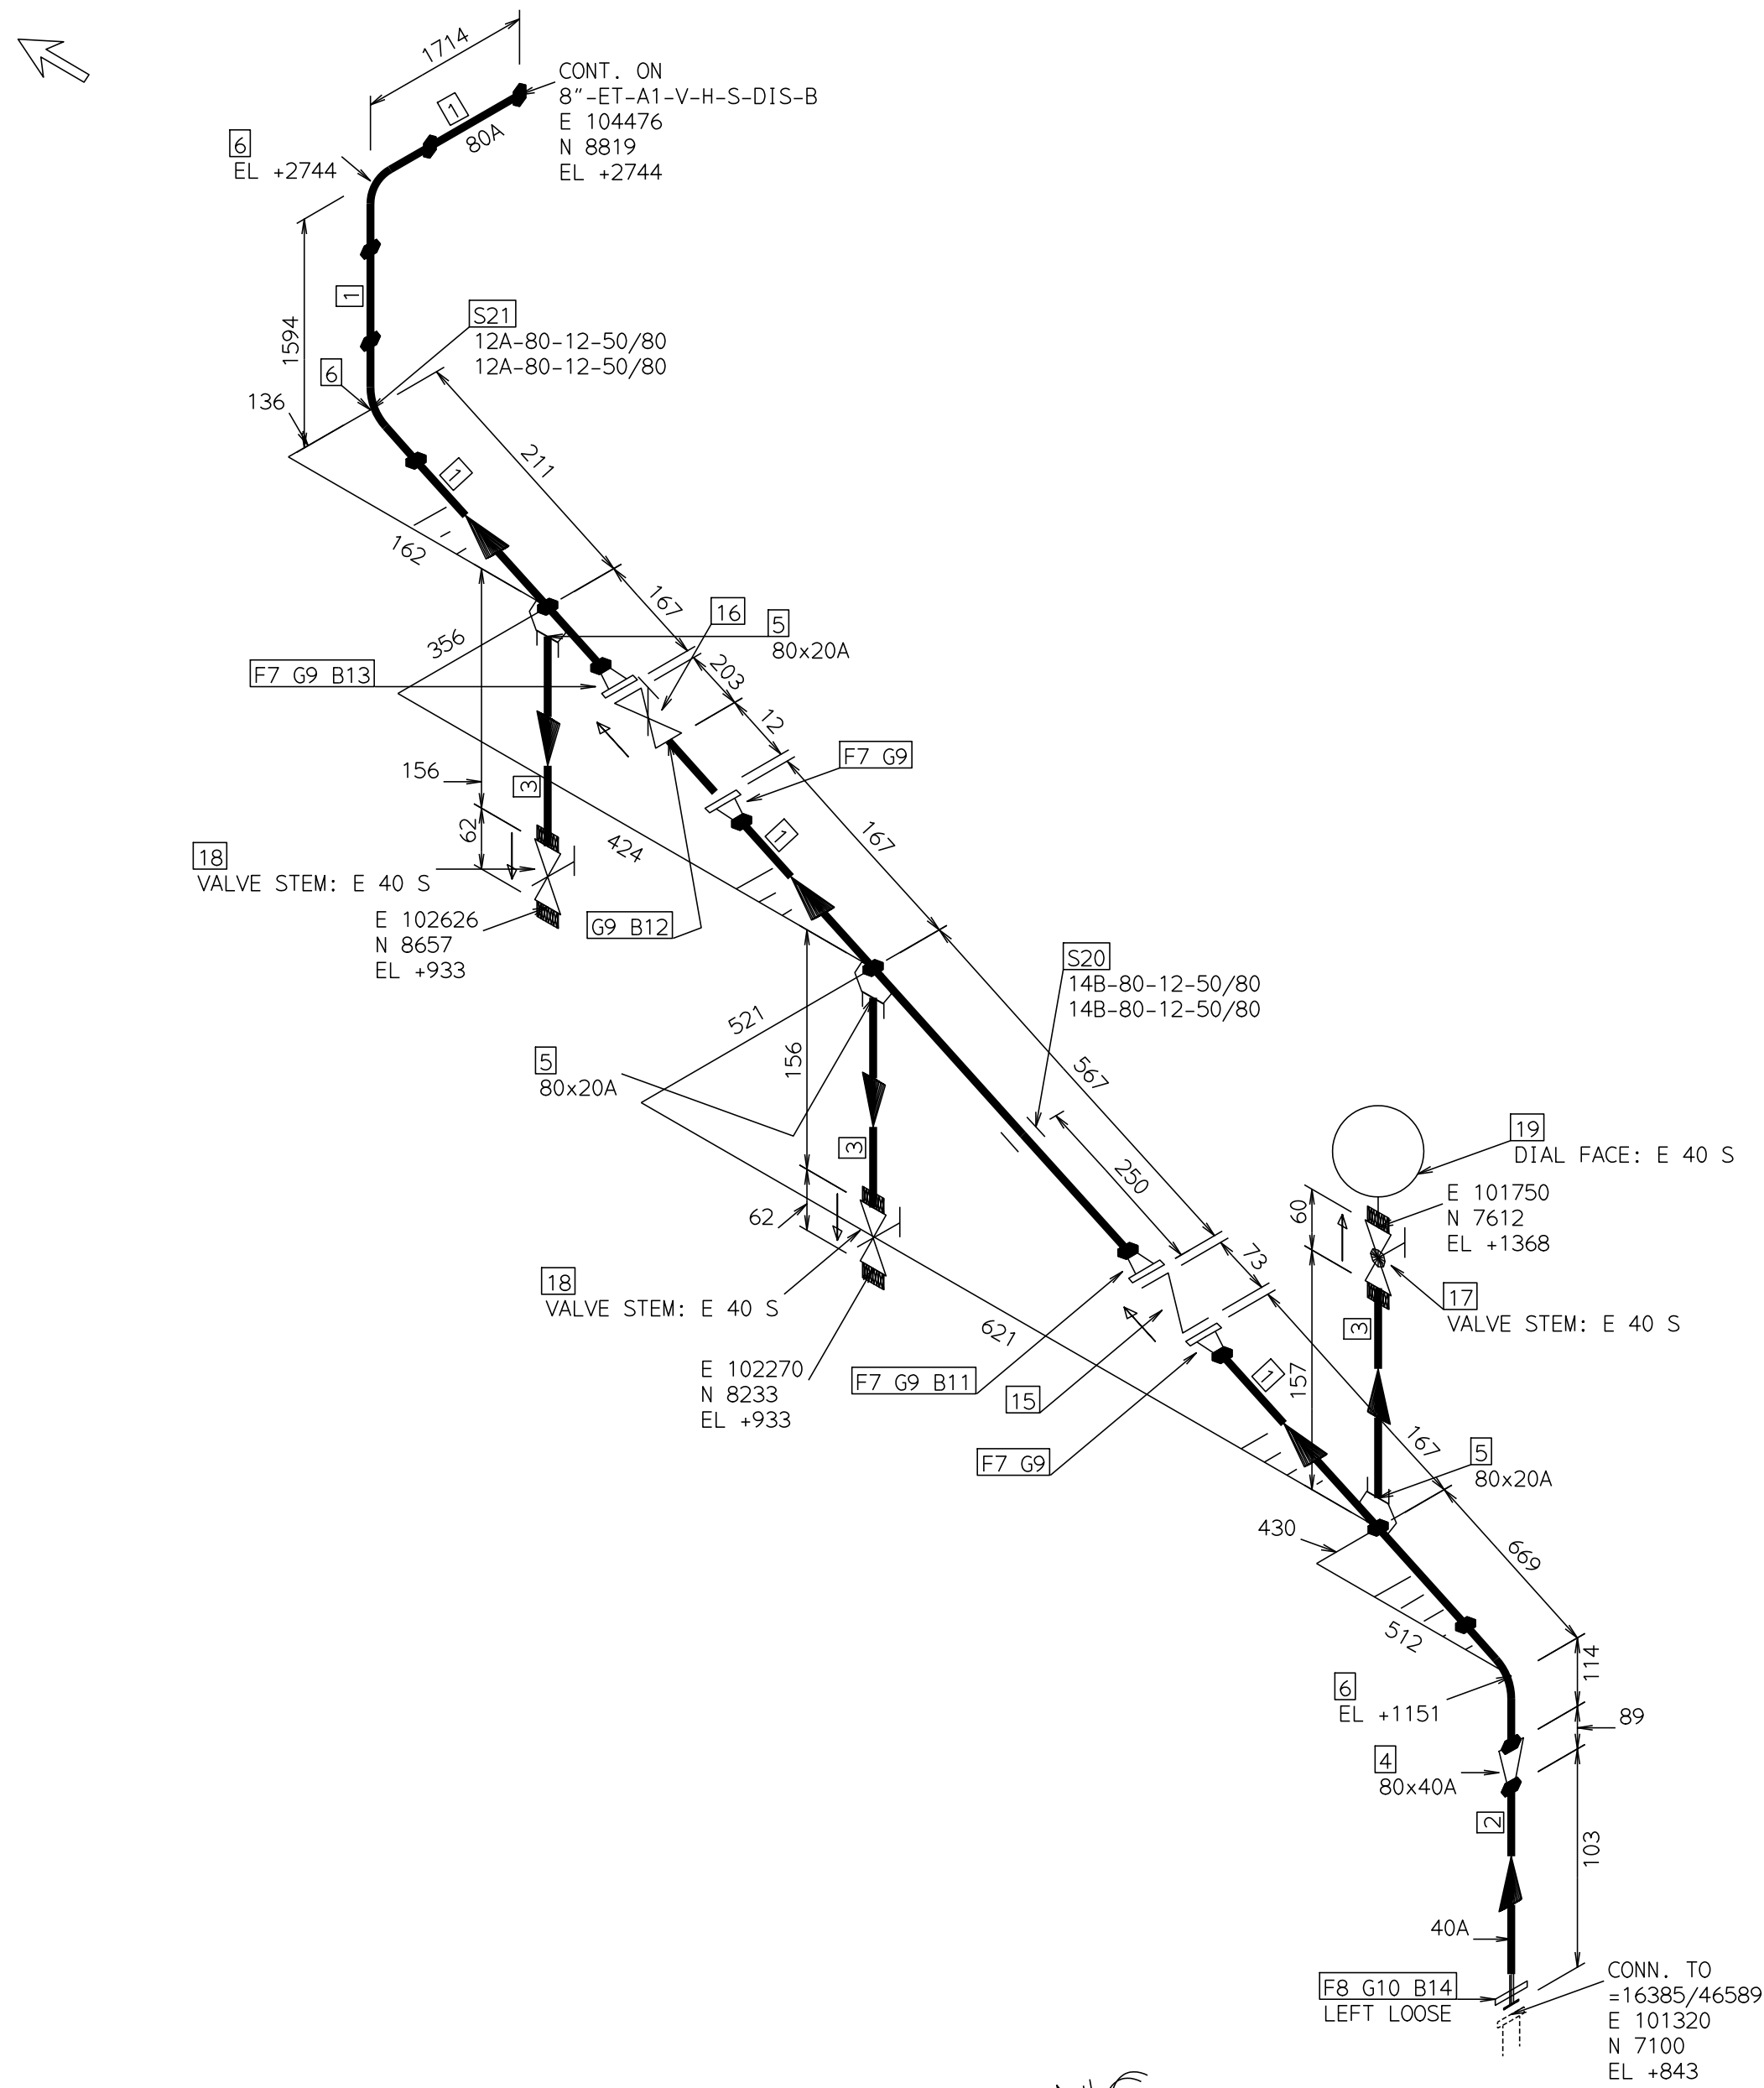 1714
CONT. ON
8"-ET-A1-V-H-S-DIS-B
E 104476
N 8819
EL +2744
1
80A
6
EL +2744
1
1594
S21
12A-80-12-50/80
12A-80-12-50/80
6
136
211
1
162
167
16
5
80x20A
356
203
F7 G9 B13
12
F7 G9
156
3
62
167
1
424
18
VALVE STEM: E 40 S
E 102626
N 8657
EL +933
G9 B12
S20
14B-80-12-50/80
14B-80-12-50/80
521
156
5
80x20A
567
3
250
19
DIAL FACE: E 40 S
E 101750
N 7612
EL +1368
60
62
73
18
VALVE STEM: E 40 S
17
VALVE STEM: E 40 S
3
621
157
1
E 102270
N 8233
EL +933
F7 G9 B11
15
F7 G9
167
5
80x20A
430
669
512
114
6
EL +1151
89
4
80x40A
2
103
40A
F8 G10 B14
LEFT LOOSE
CONN. TO
=16385/46589
E 101320
N 7100
EL +843